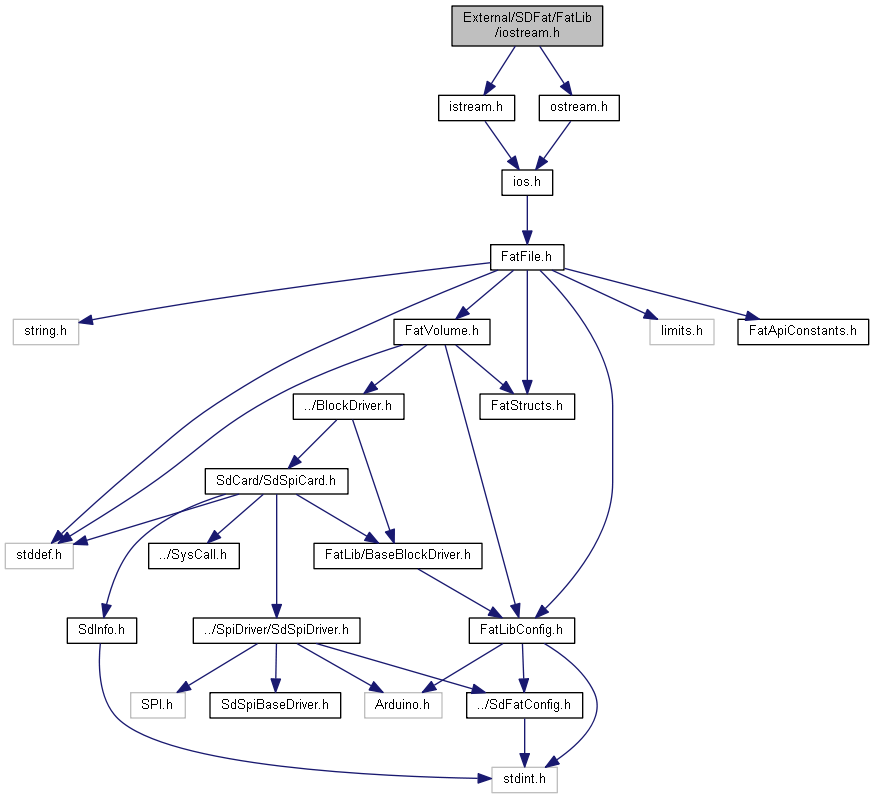 External/SDFat/FatLib
/iostream.h
istream.h
ostream.h
ios.h
FatFile.h
string.h
FatVolume.h
limits.h
FatApiConstants.h
../BlockDriver.h
FatStructs.h
SdCard/SdSpiCard.h
stddef.h
../SysCall.h
FatLib/BaseBlockDriver.h
SdInfo.h
../SpiDriver/SdSpiDriver.h
FatLibConfig.h
SPI.h
SdSpiBaseDriver.h
Arduino.h
../SdFatConfig.h
stdint.h